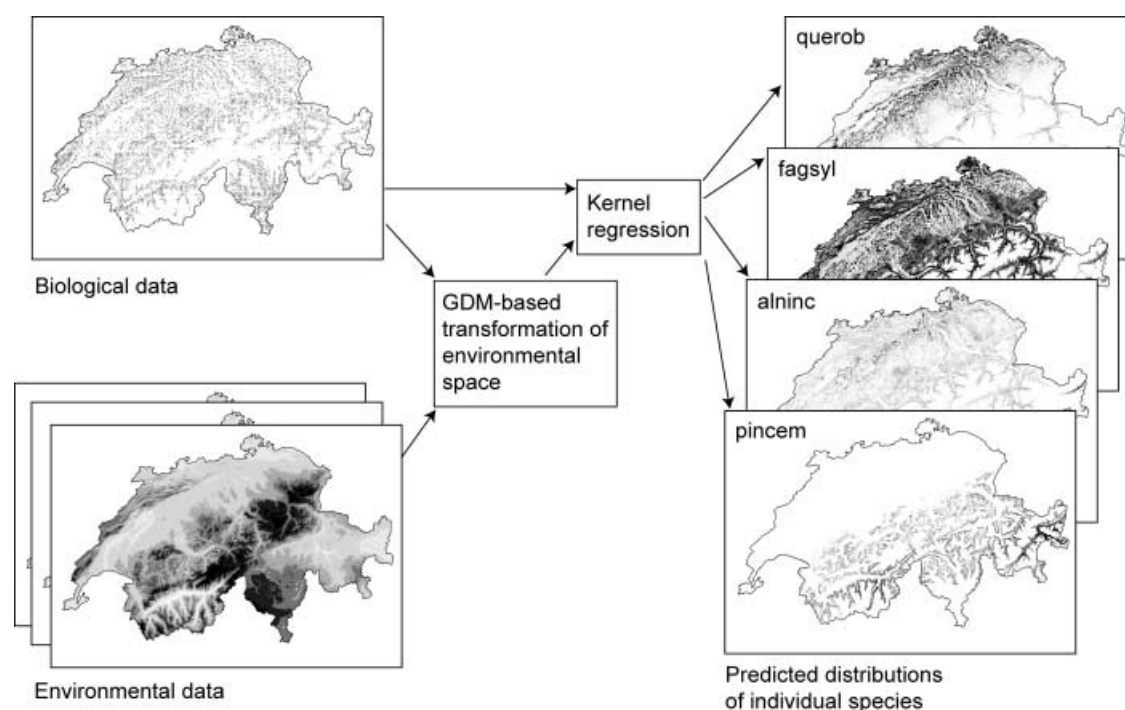 Biological data
Environmental data
GDM-based
transformation of
environmental
space
Kernel
regression
querob
fagsyl
alninc
pincem
Predicted distributions
of individual species